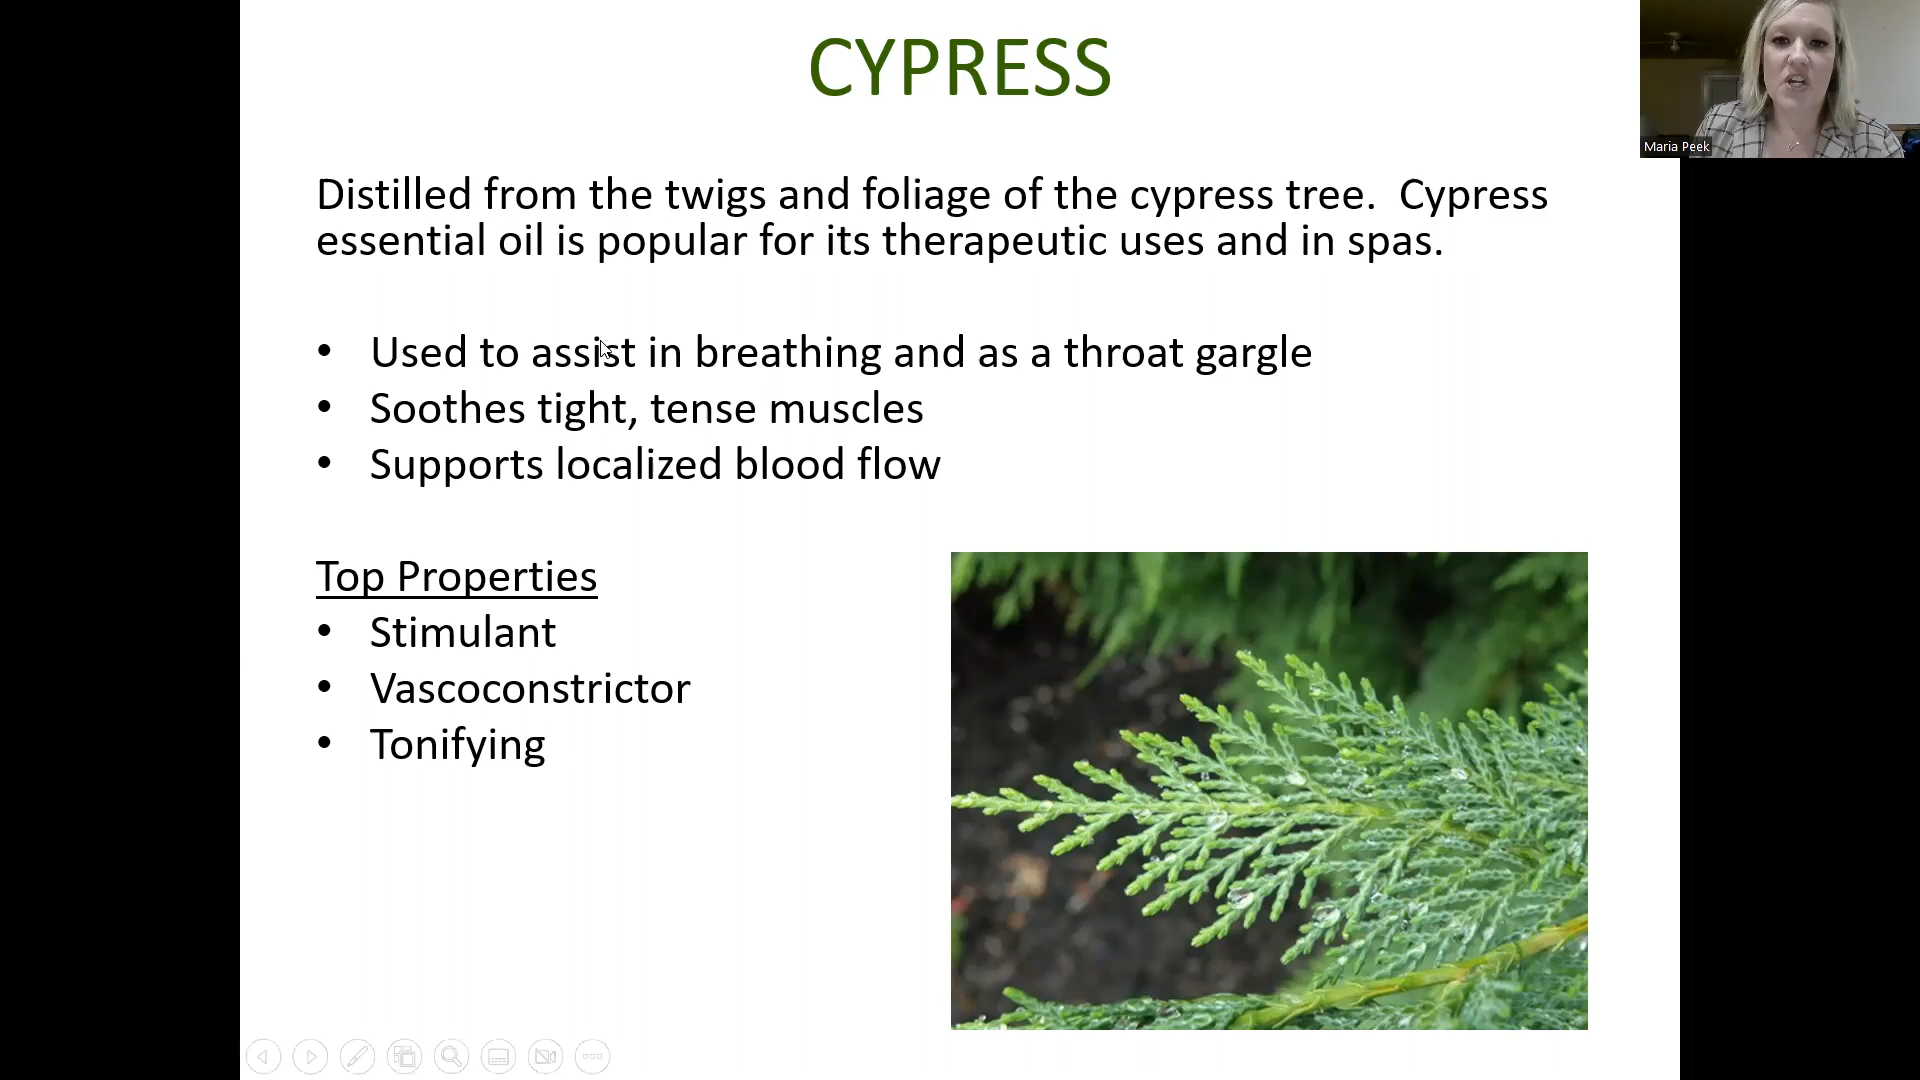 CYPRESS
Maria Peek
Distilled from the twigs and foliage of the cypress tree.  Cypress
essential oil is popular for its therapeutic uses and in spas.
• Used to assist in breathing and as a throat gargle
• Soothes tight, tense muscles
• Supports localized blood flow
Top Properties
• Stimulant
• Vascoconstrictor
• Tonifying